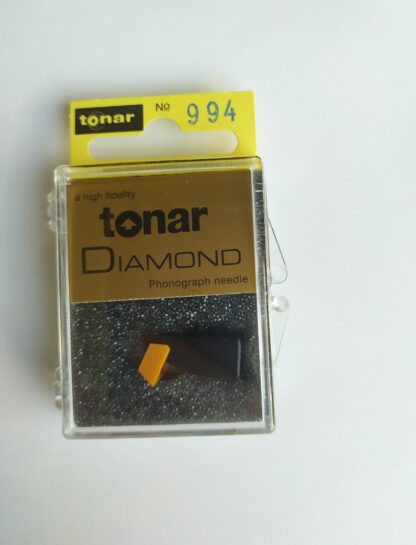 tonar No 994
a high fidelity
tonar
DIAMOND
Phonograph needle